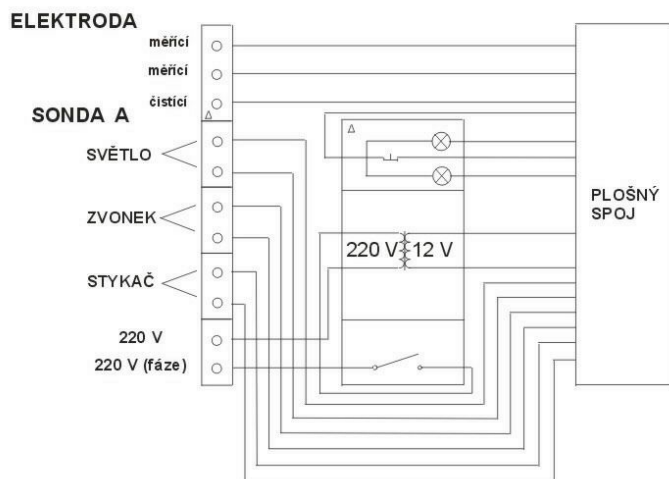 ELEKTRODA
měřící
měřící
čistící
SONDA A
SVĚTLO
ZVONEK
STYKAČ
220 V
220 V (fáze)
220 V 12 V
PLOŠNÝ
SPOJ